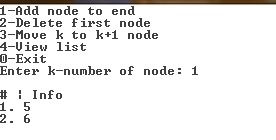 1-Add node to end
2-Delete first node
3-Move k to k+1 node
4-View list
0-Exit
Enter k-number of node: 1
# ¦ Info
1. 5
2. 6